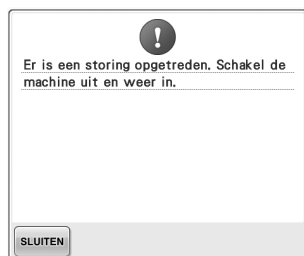 Er is een storing opgetreden. Schakel de
machine uit en weer in.
SLUITEN